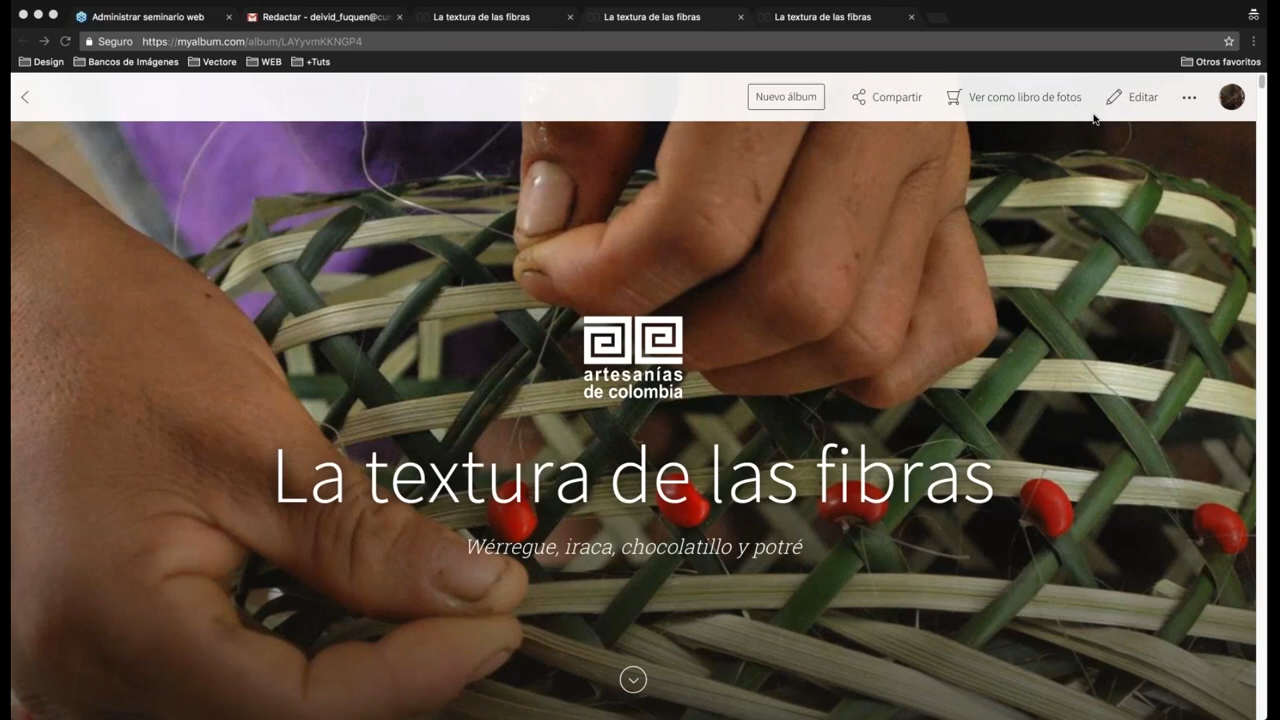 Administrar seminario web
Redactar - deivid_fuquen@cu
La textura de las fibras
La textura de las fibras
La textura de las fibras
Seguro https://myalbum.com/album/LAYyvmKKNGP4
Design Bancos de Imágenes Vectore WEB +Tuts Otros favoritos
Nuevo álbum Compartir Ver como libro de fotos Editar
artesanías
de colombia
La textura de las fibras
Wérregue, iraca, chocolatillo y potré